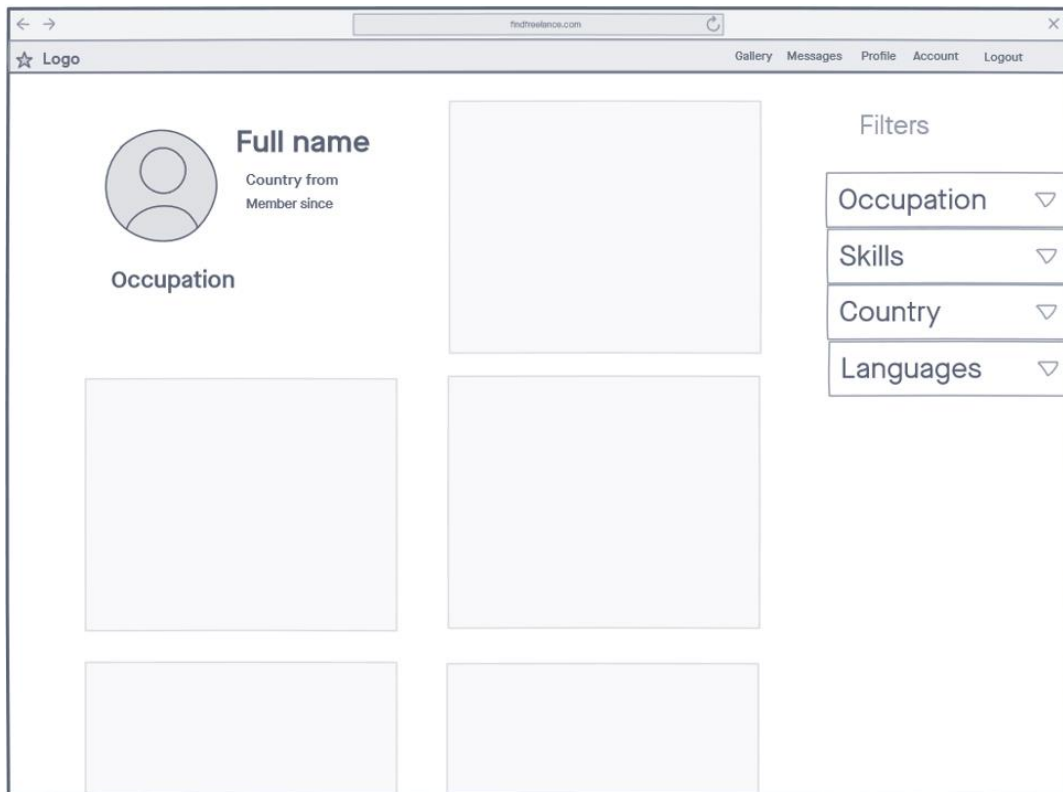 findfreelance.com
Logo
Gallery Messages Profile Account Logout
Full name
Country from
Member since
Occupation
Filters
Occupation
Skills
Country
Languages